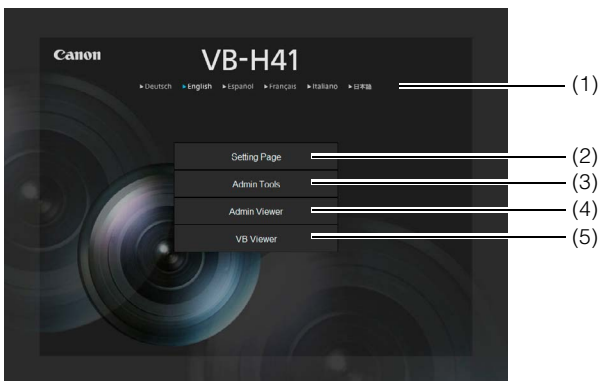 Canon
VB-H41
▸Deutsch ▸English ▸Español ▸Français ▸Italiano ▸日本語
(1)
Setting Page
(2)
Admin Tools
(3)
Admin Viewer
(4)
VB Viewer
(5)